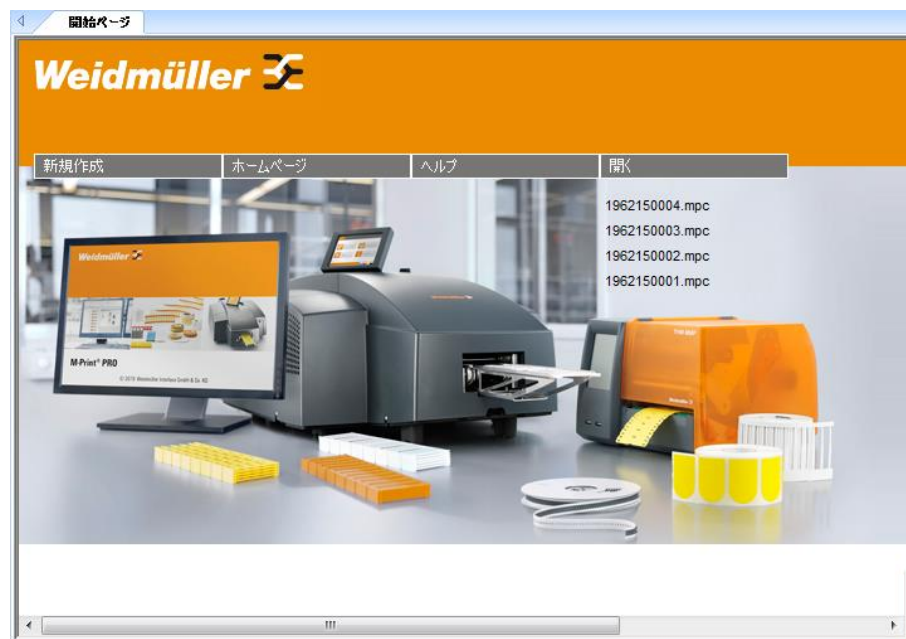 開始ページ
Weidmüller
新規作成
ホームページ
ヘルプ
開く
1962150004.mpc
1962150003.mpc
1962150002.mpc
1962150001.mpc
Weidmüller
M-Print® PRO